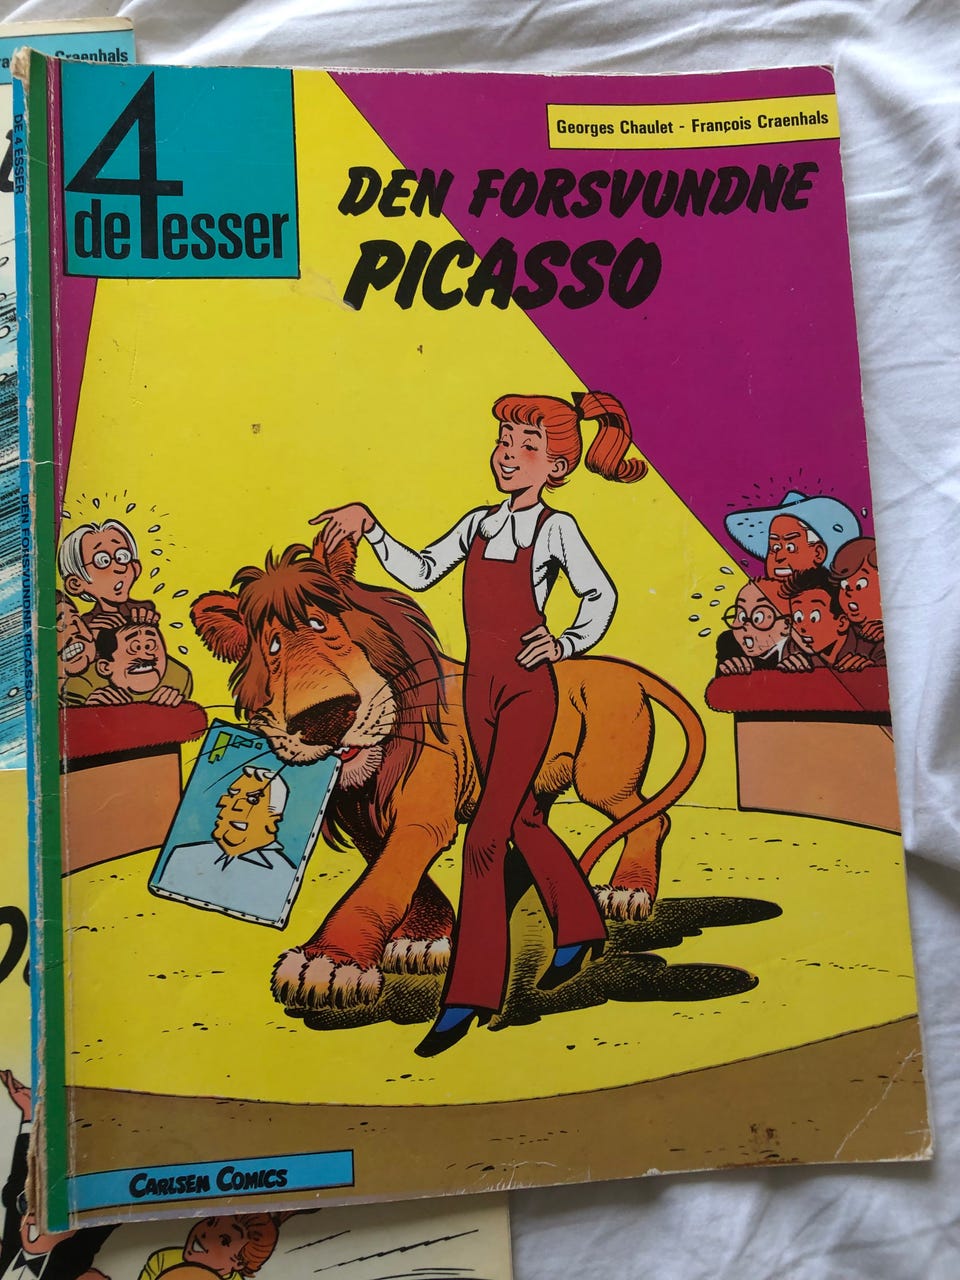 Craenhals
4
de esser
Georges Chaulet - François Craenhals
DEN FORSVUNDNE
PICASSO
DE 4 ESSER
DEN FORSVUNDNE PICASSO
CARLSEN COMICS